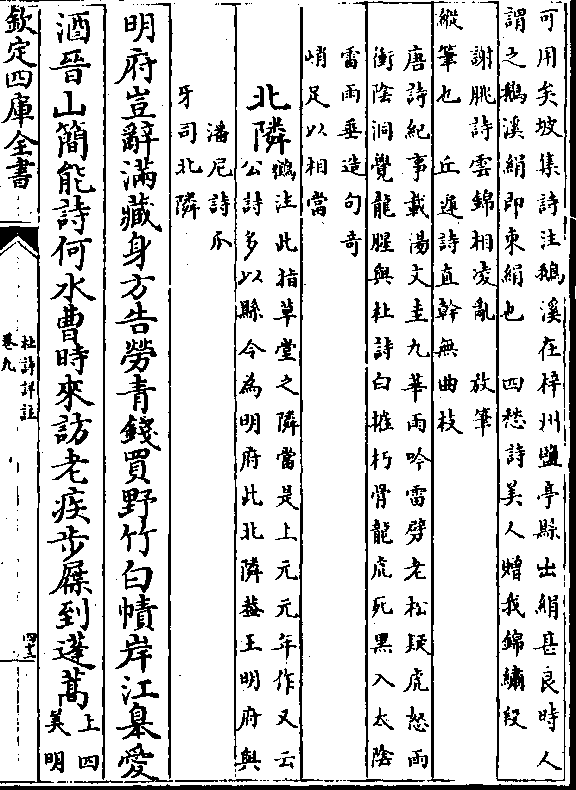 可用矣坡集詩注鵝溪在梓州鹽亭縣出絹甚良時人
謂之鵝溪絹即東絹也　四愁詩美人贈我錦繡段
謝朓詩雲錦相凌亂　放筆
縱筆也　丘遲詩直幹無曲枝
唐詩紀事載湯文圭九華雨吟雷劈老松疑虎怒雨
衝陰洞覺龍腥與杜詩白摧朽骨龍虎死黑入太陰
雷雨垂造句奇
峭足以相當
北隣
鶴注此指草堂之隣當是上元元年作又云
公詩多以縣令為明府此北隣蓋王明府與
潘尼詩爪
牙司北隣
明府豈辭滿藏身方告勞青錢買野竹白幘岸江臯愛
酒晉山簡能詩何水曹時來訪老疾步屧到蓬蒿
上四
美明
欽定四庫全書
杜詩詳註
卷九